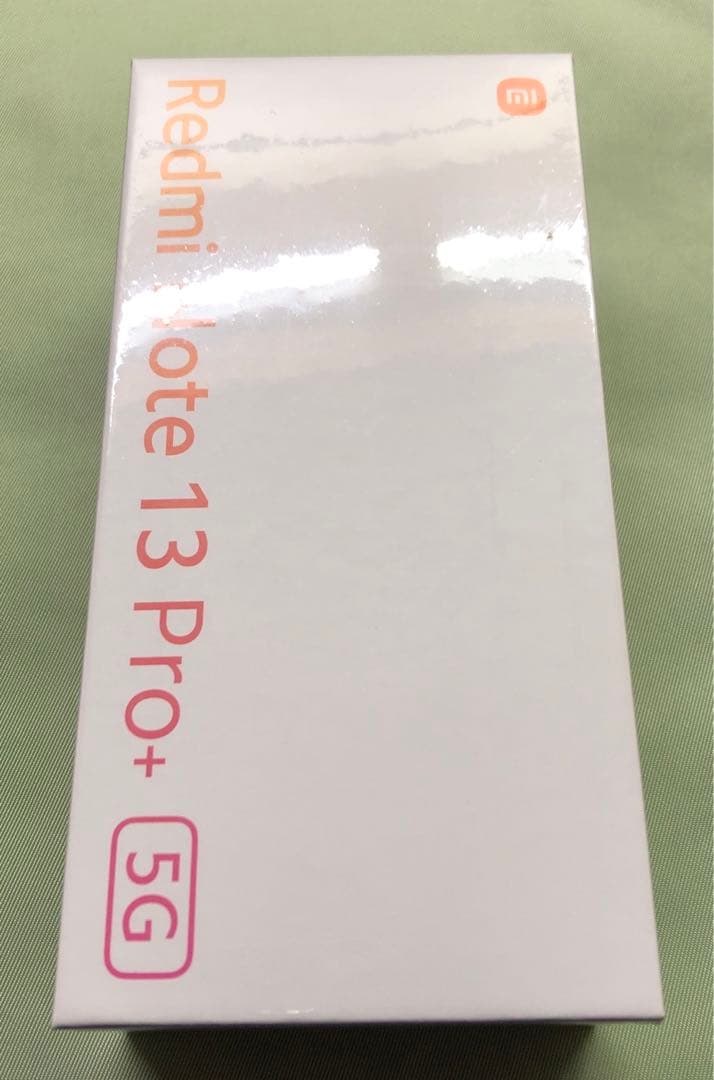 Redmi Note 13 Pro+ 5G
mi